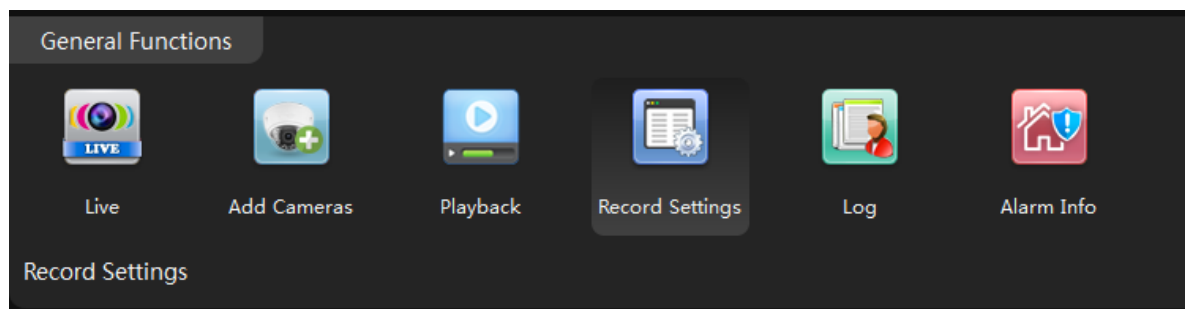 General Functions
LIVE
Live Add Cameras Playback Record Settings Log Alarm Info
Record Settings